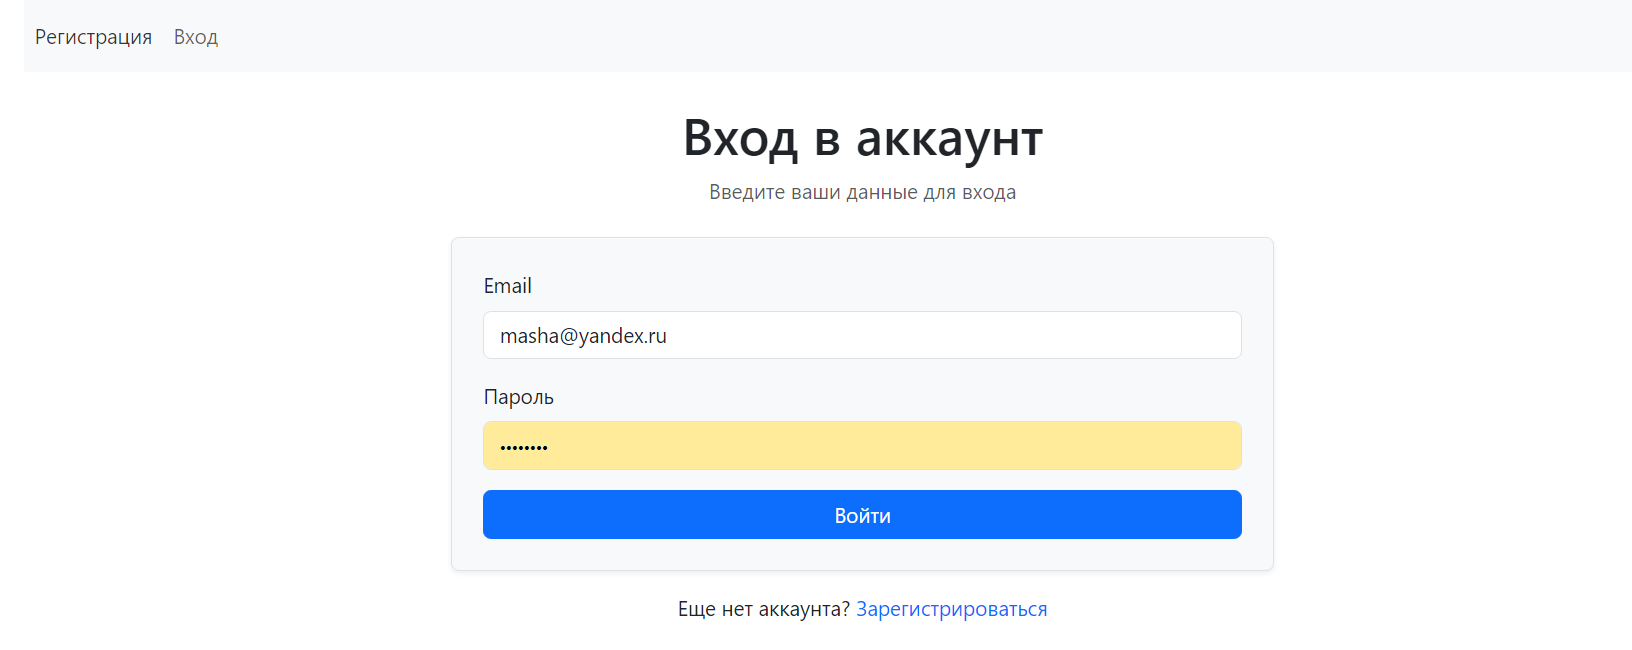 Регистрация Вход
Вход в аккаунт
Введите ваши данные для входа
Email
masha@yandex.ru
Пароль
••••••••
Войти
Еще нет аккаунта? Зарегистрироваться